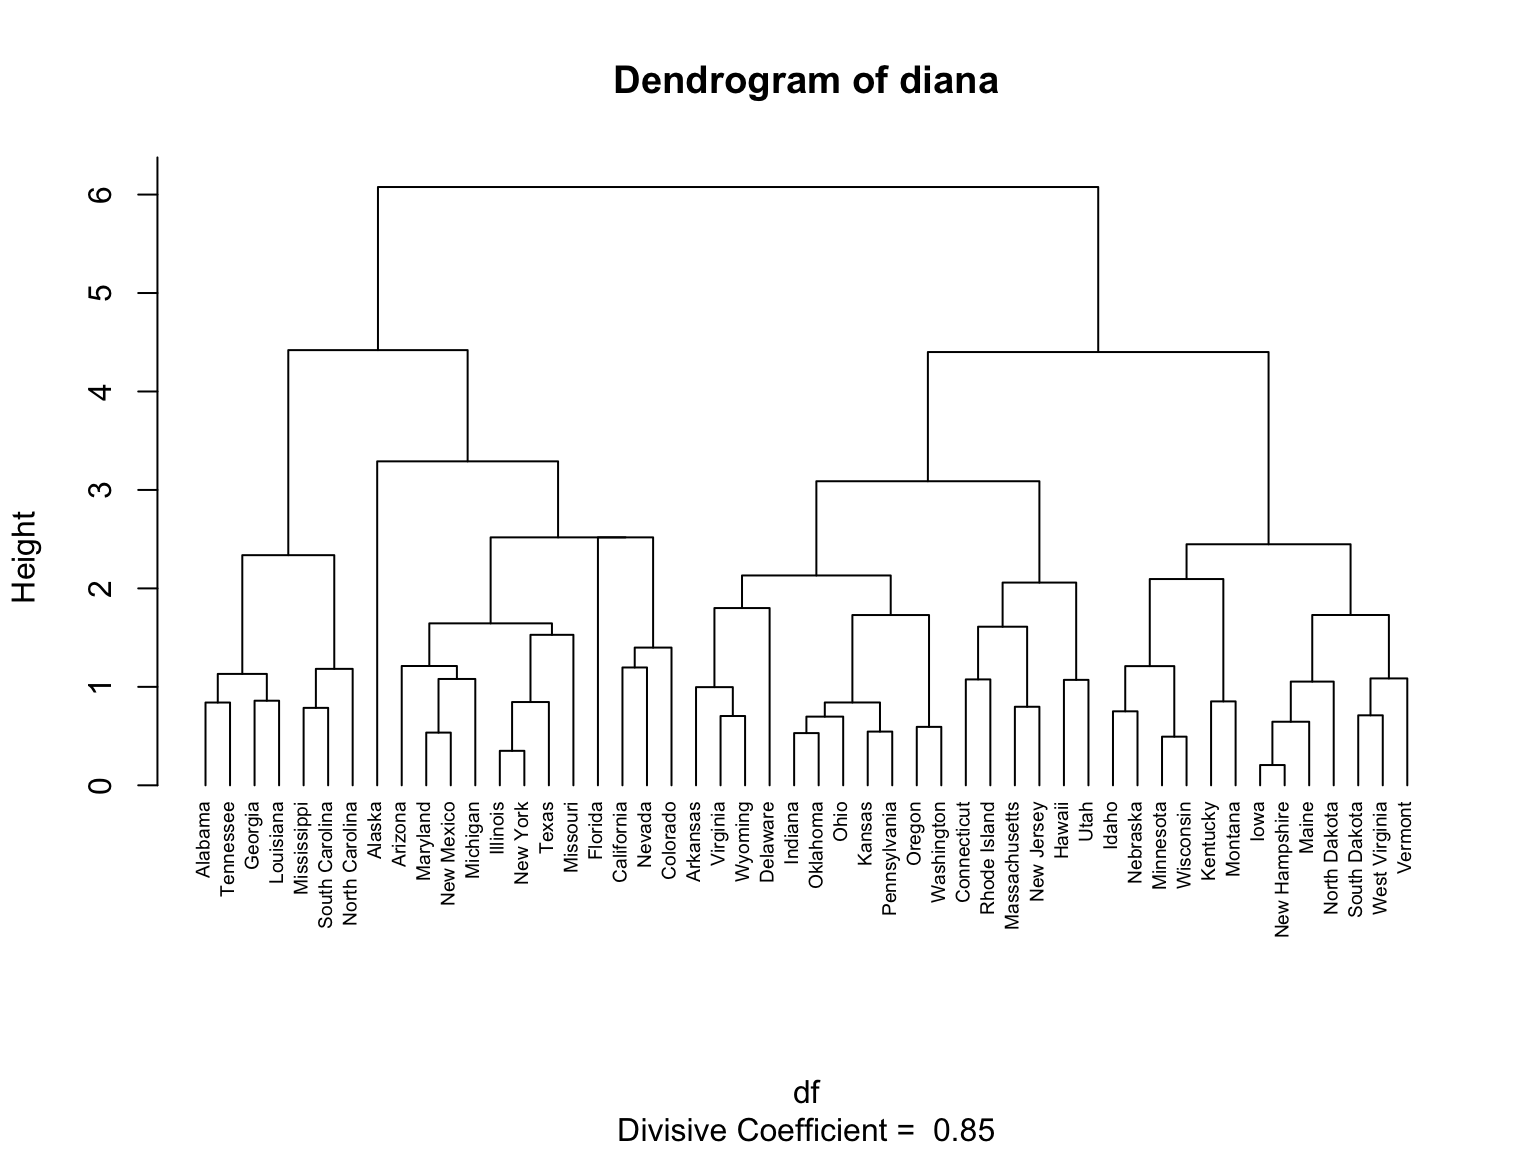 Dendrogram of diana
Height
6
5
4
3
2
1
0
Alabama
Tennessee
Georgia
Louisiana
Mississippi
South Carolina
North Carolina
Alaska
Arizona
Maryland
New Mexico
Michigan
Illinois
New York
Texas
Missouri
Florida
California
Nevada
Colorado
Arkansas
Virginia
Wyoming
Delaware
Indiana
Oklahoma
Ohio
Kansas
Pennsylvania
Oregon
Washington
Connecticut
Rhode Island
Massachusetts
New Jersey
Hawaii
Utah
Idaho
Nebraska
Minnesota
Wisconsin
Kentucky
Montana
Iowa
New Hampshire
Maine
North Dakota
South Dakota
West Virginia
Vermont
df
Divisive Coefficient =  0.85